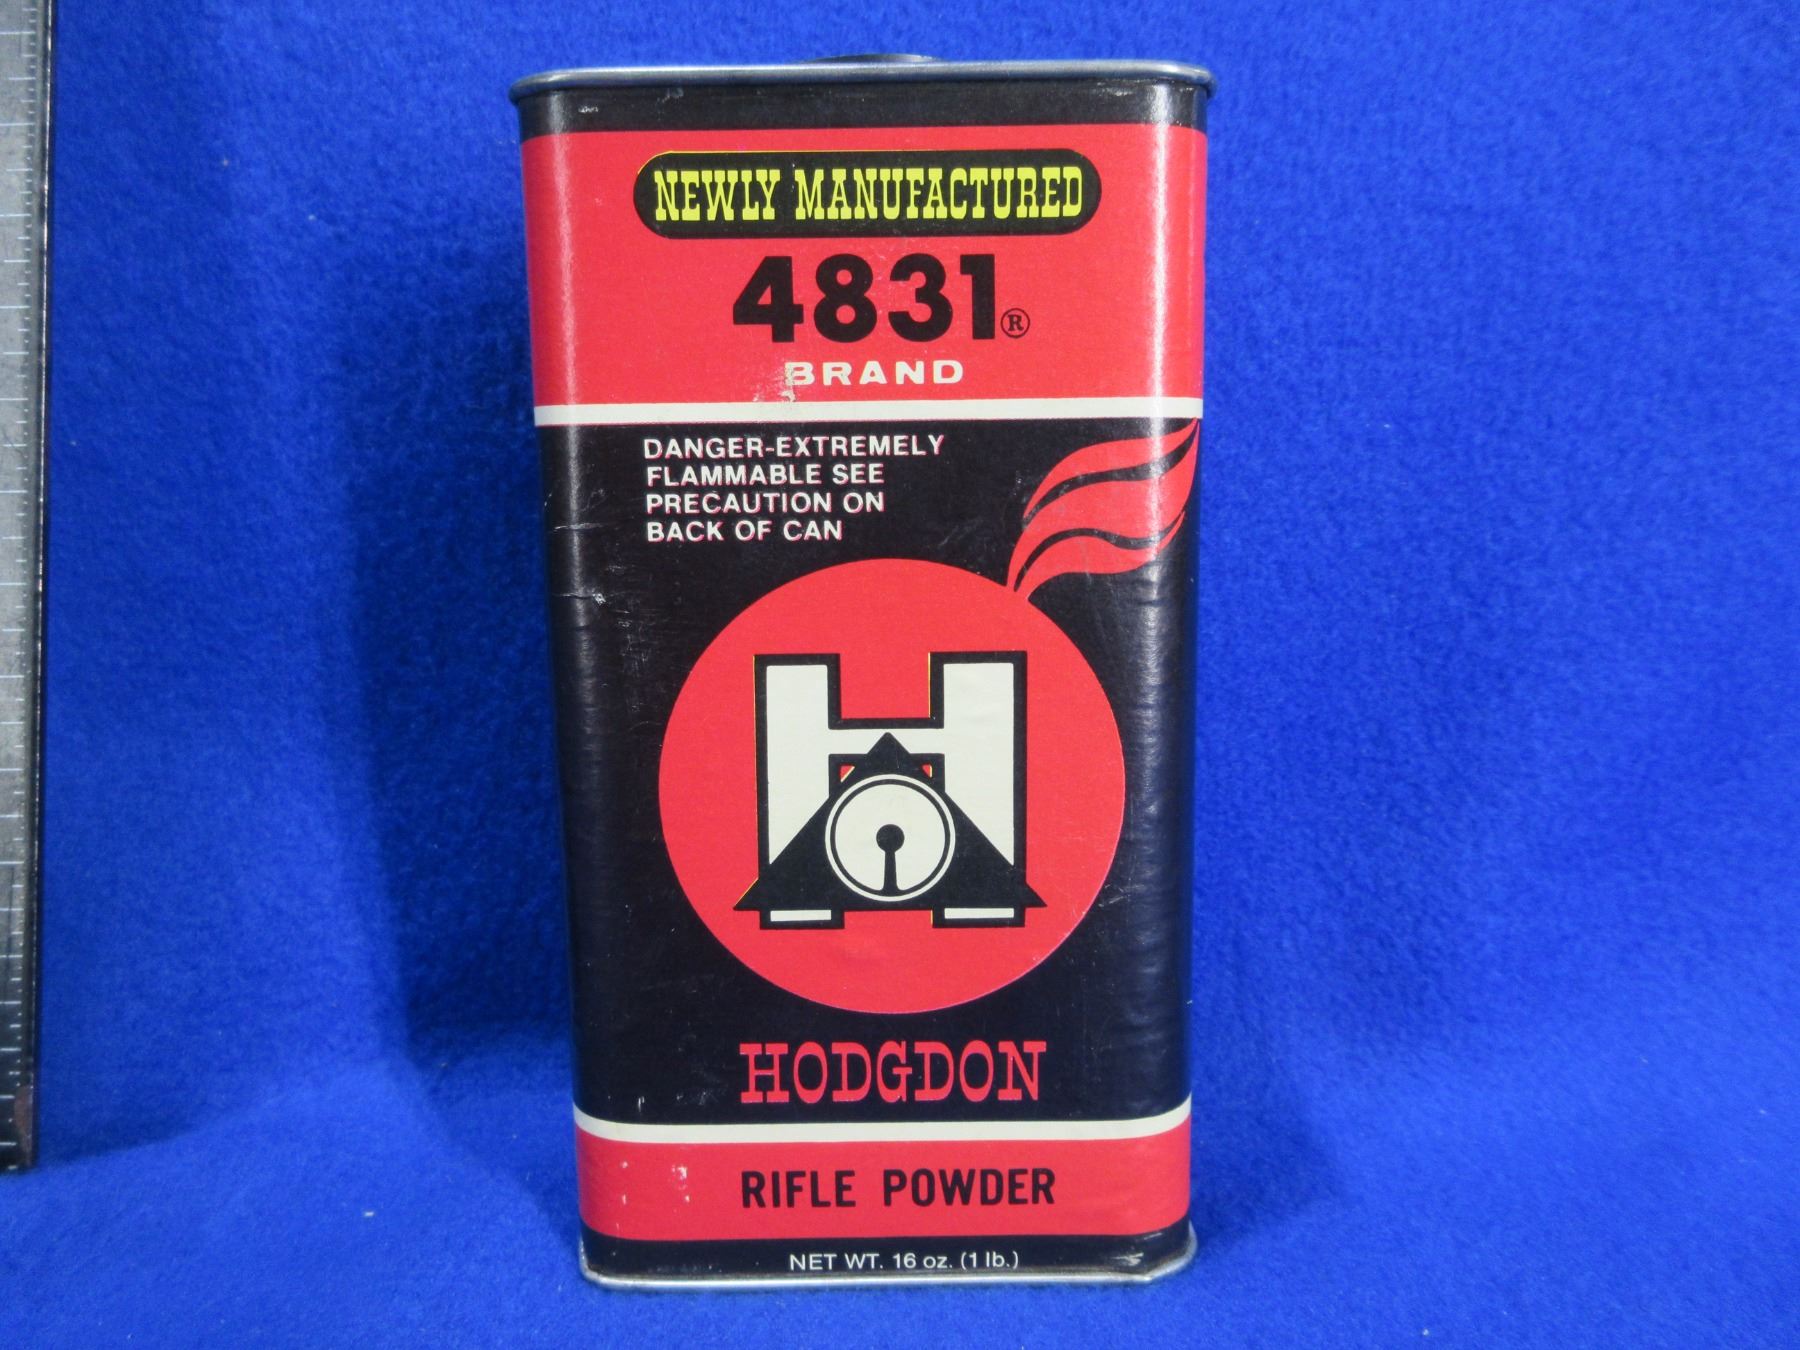 NEWLY MANUFACTURED
4831®
BRAND
DANGER-EXTREMELY
FLAMMABLE SEE
PRECAUTION ON
BACK OF CAN
H
HODGDON
RIFLE POWDER
NET WT. 16 oz. (1 lb.)